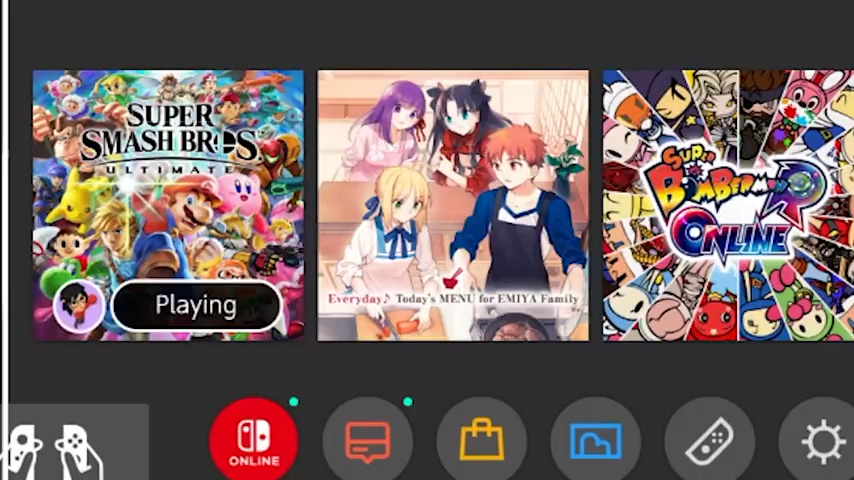 SUPER
SMASH BROS
ULTIMATE
Playing
Everyday♪ Today's MENU for EMIYA Family
SUPER
BOMBERMAN R
ONLINE
ONLINE